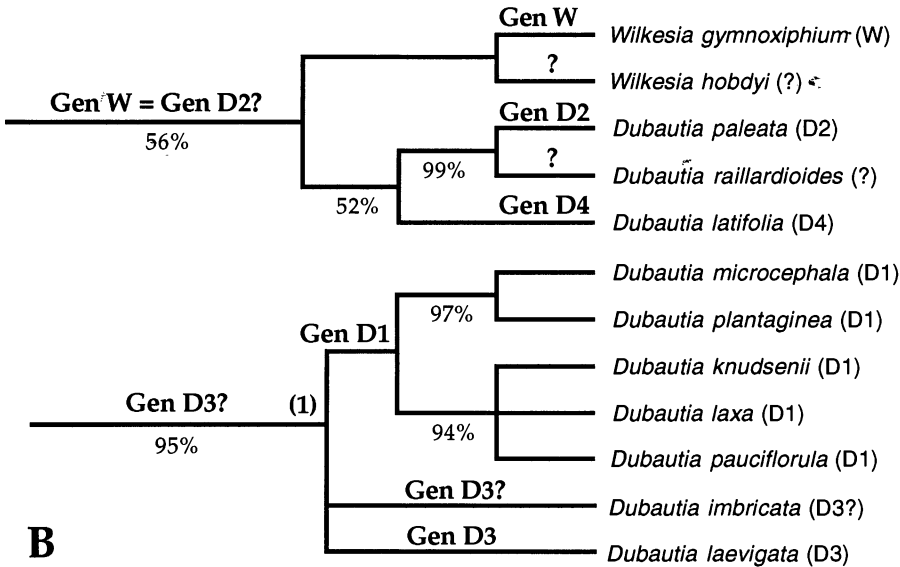 Gen W
Wilkesia gymnoxiphium (W)
?
Wilkesia hobdyi (?)
Gen W = Gen D2?
56%
Gen D2
Dubautia paleata (D2)
99%
?
Dubautia raillardioides (?)
52%
Gen D4
Dubautia latifolia (D4)
Dubautia microcephala (D1)
97%
Dubautia plantaginea (D1)
Gen D1
Dubautia knudsenii (D1)
Gen D3?
(1)
95%
94%
Dubautia laxa (D1)
Dubautia pauciflorula (D1)
Gen D3?
Dubautia imbricata (D3?)
Gen D3
Dubautia laevigata (D3)
B